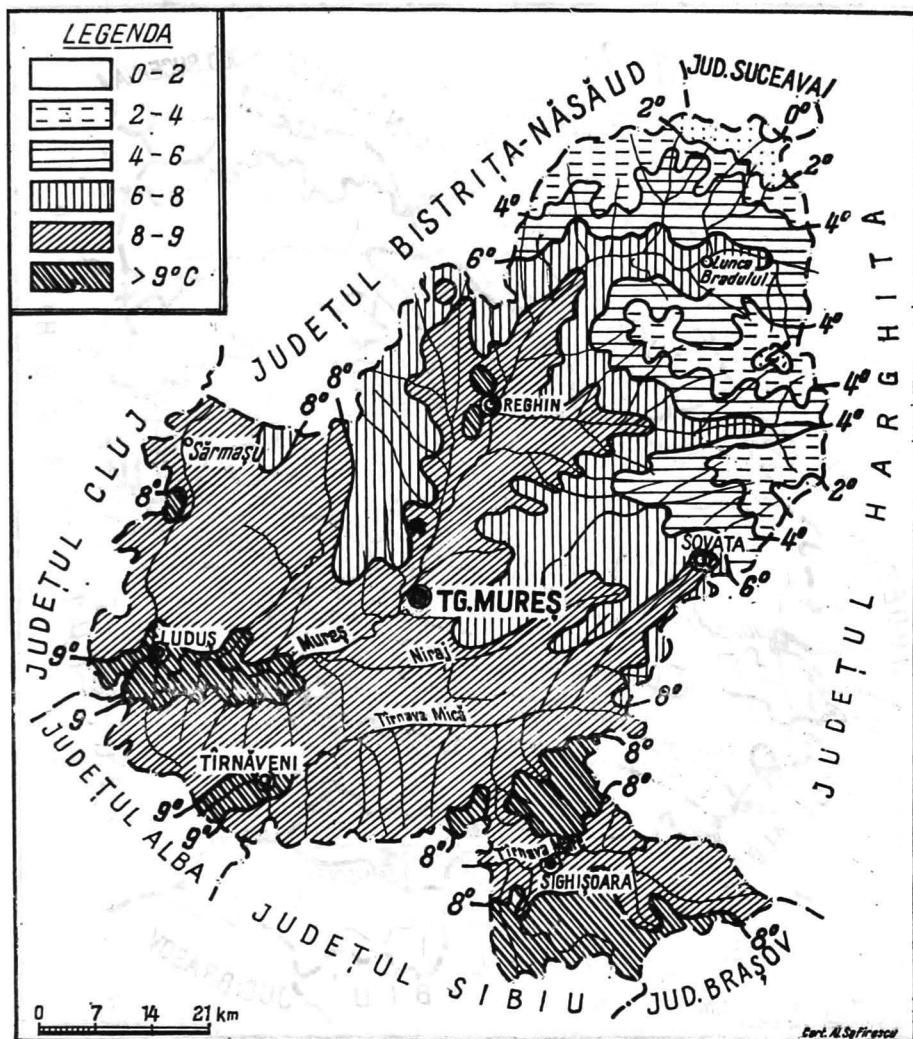 LEGENDA
0-2
2-4
4-6
6-8
8-9
>9°C
JUD. SUCEAVA
JUDEȚUL BISTRIȚA-NĂSĂUD
JUDEȚUL HARGHITA
JUDEȚUL CLUJ
JUDEȚUL ALBA
JUDEȚUL SIBIU
JUD. BRAȘOV
2°
0°
2°
4°
4°
6°
Lunca
Bradului
4°
8°
8°
4°
4°
REGHIN
Sărmașu
8°
2°
4°
SOVATA
6°
TG. MUREȘ
LUDUȘ
Mureș
Niraj
9°
8°
9
Tîrnava Mică
8°
TÎRNĂVENI
8°
9°
9°
8°
Tîrnava
SIGHIȘOARA
8°
8°
0 7 14 21 km